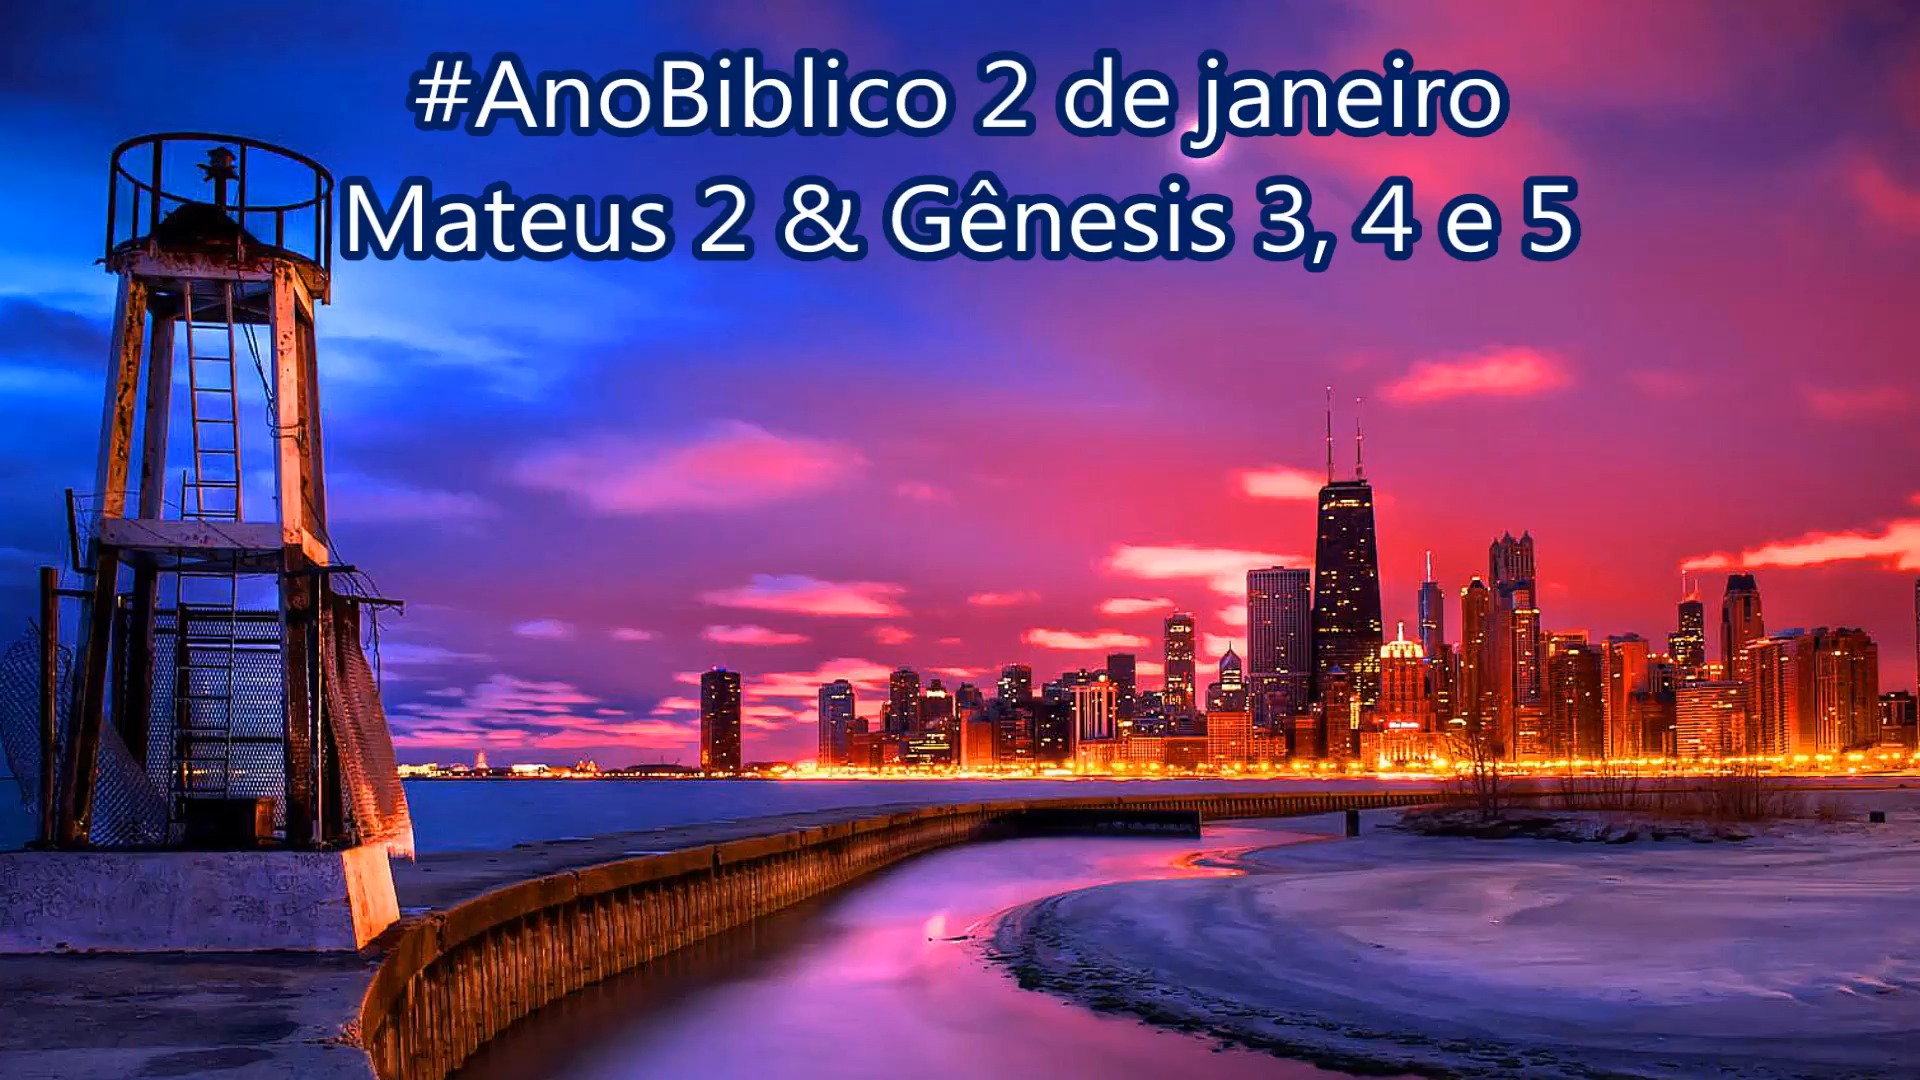 #AnoBiblico 2 de janeiro
Mateus 2 & Gênesis 3, 4 e 5